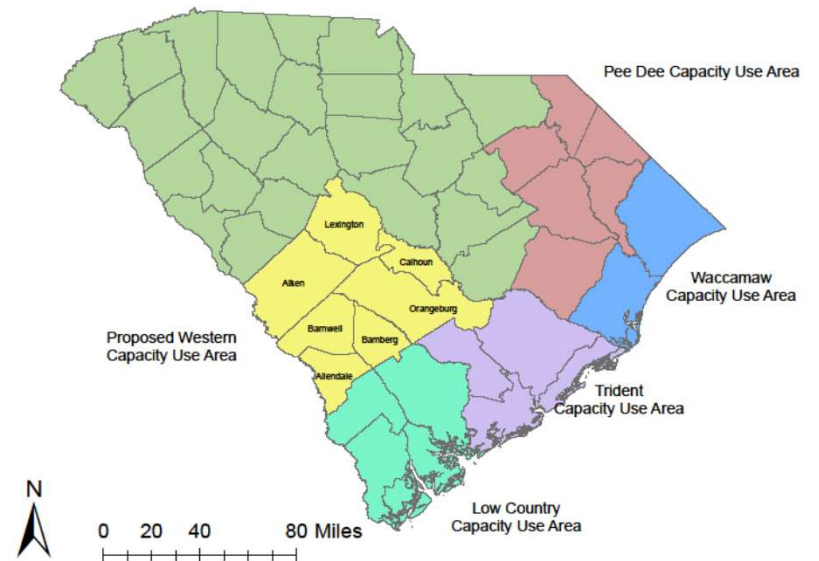 Pee Dee Capacity Use Area
Lexington
Calhoun
Aiken
Waccamaw
Capacity Use Area
Orangeburg
Proposed Western
Capacity Use Area
Barnwell
Bamberg
Allendale
Trident
Capacity Use Area
N
Low Country
Capacity Use Area
0 20 40 80 Miles